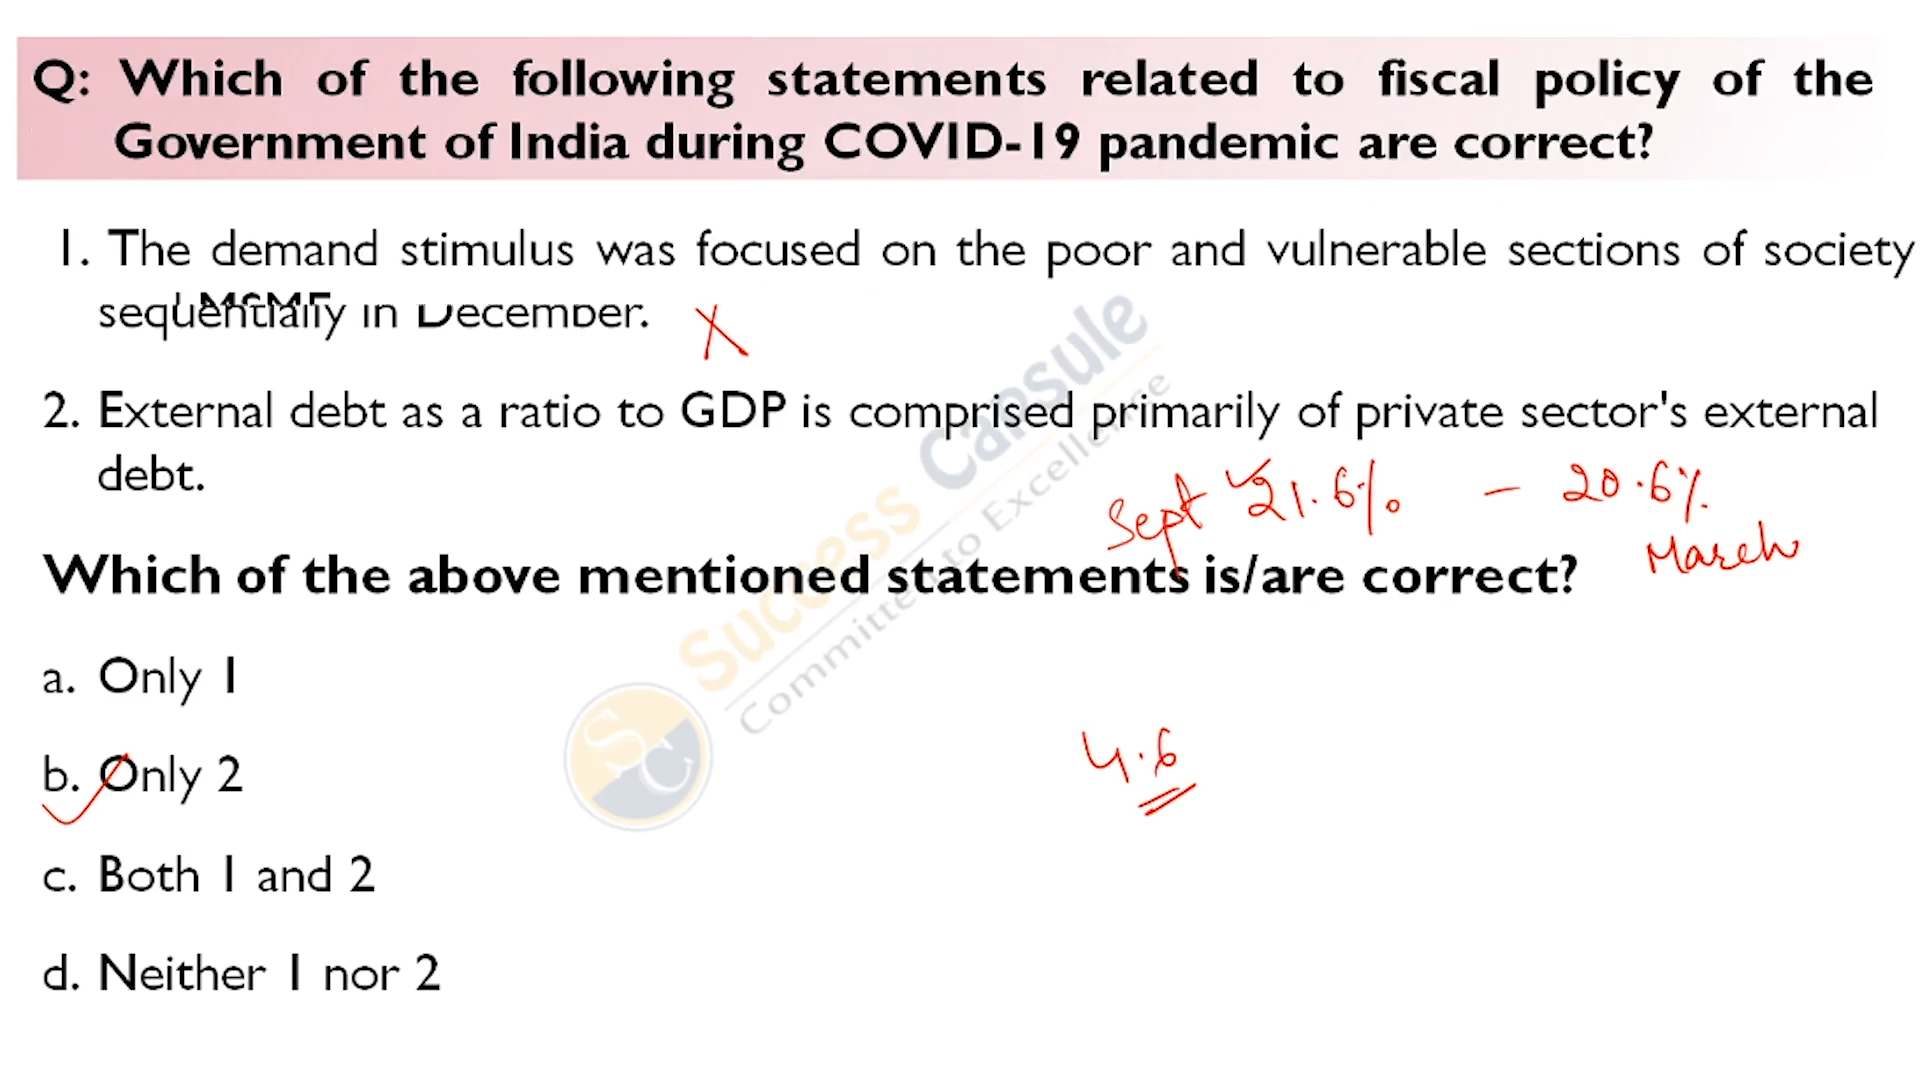 Q: Which of the following statements related to fiscal policy of the
Government of India during COVID-19 pandemic are correct?
1. The demand stimulus was focused on the poor and vulnerable sections of society
sequentially in December.
X
2. External debt as a ratio to GDP is comprised primarily of private sector's external
debt.
Sept 21.6% - 20.6%
March
Which of the above mentioned statements is/are correct?
a. Only 1
4.6
b. Only 2
c. Both 1 and 2
d. Neither 1 nor 2
Success Capsule
Committed to Excellence
SC